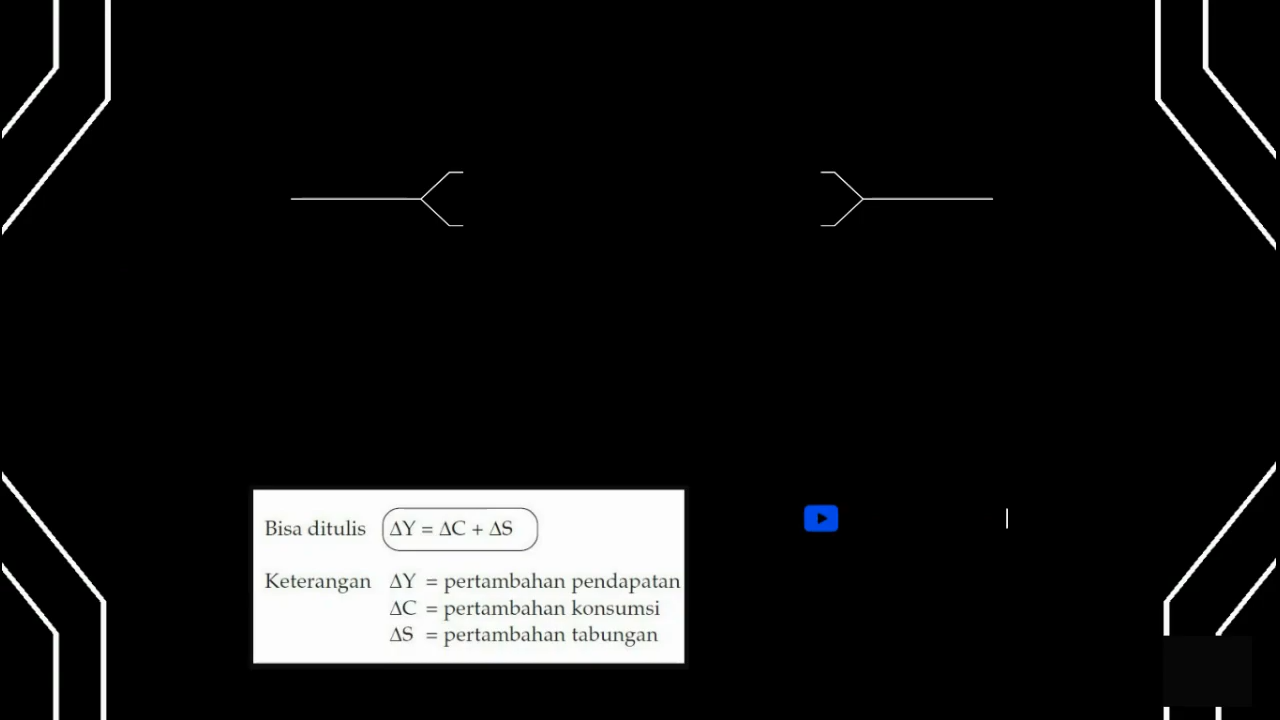 Bisa ditulis ΔY = ΔC + ΔS
Keterangan ΔY = pertambahan pendapatan
ΔC = pertambahan konsumsi
ΔS = pertambahan tabungan